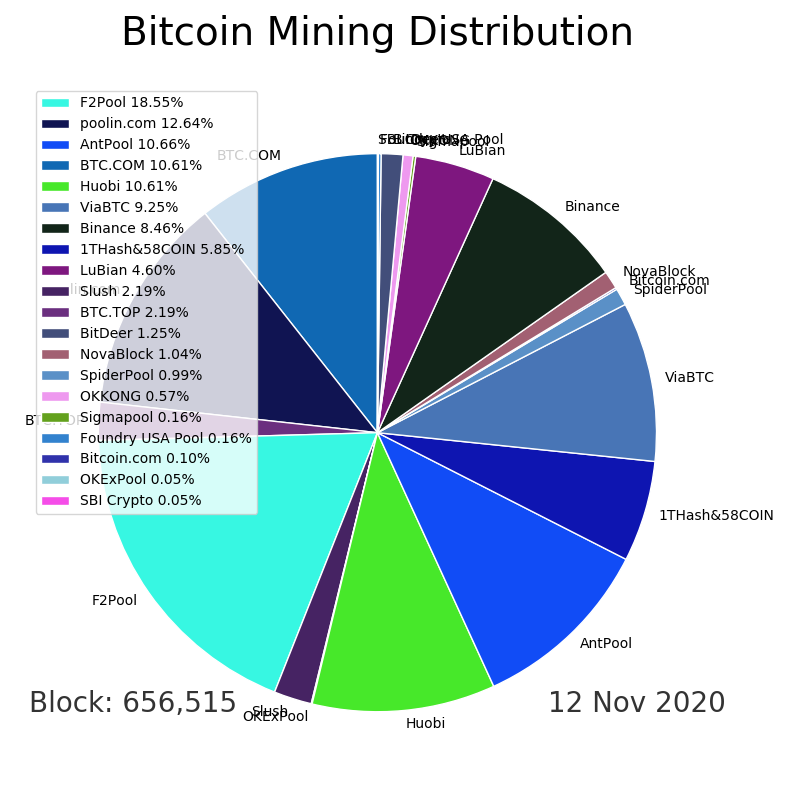 Bitcoin Mining Distribution
F2Pool 18.55%
poolin.com 12.64%
AntPool 10.66%
BTC.COM 10.61%
Huobi 10.61%
ViaBTC 9.25%
Binance 8.46%
1THash&58COIN 5.85%
LuBian 4.60%
Slush 2.19%
BTC.TOP 2.19%
BitDeer 1.25%
NovaBlock 1.04%
SpiderPool 0.99%
OKKONG 0.57%
Sigmapool 0.16%
Foundry USA Pool 0.16%
Bitcoin.com 0.10%
OKExPool 0.05%
SBI Crypto 0.05%
BTC.COM
Sigmapool
LuBian
Binance
NovaBlock
Bitcoin.com
SpiderPool
ViaBTC
1THash&58COIN
AntPool
Huobi
OKExPool
Slush
F2Pool
Block: 656,515
12 Nov 2020